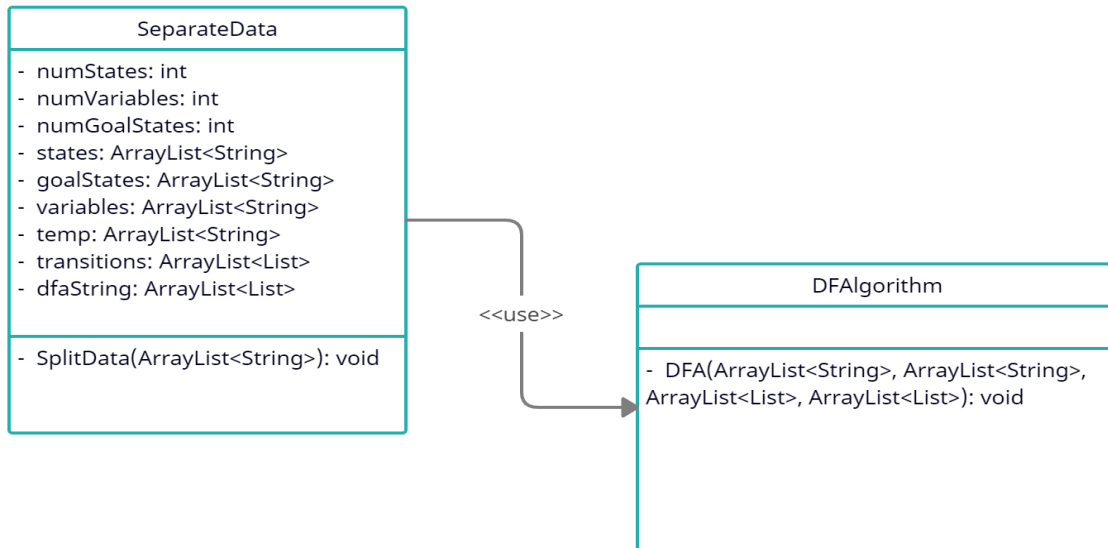 SeparateData
- numStates: int
- numVariables: int
- numGoalStates: int
- states: ArrayList<String>
- goalStates: ArrayList<String>
- variables: ArrayList<String>
- temp: ArrayList<String>
- transitions: ArrayList<List>
- dfaString: ArrayList<List>
- SplitData(ArrayList<String>): void
<<use>>
DFAlgorithm
- DFA(ArrayList<String>, ArrayList<String>,
ArrayList<List>, ArrayList<List>): void